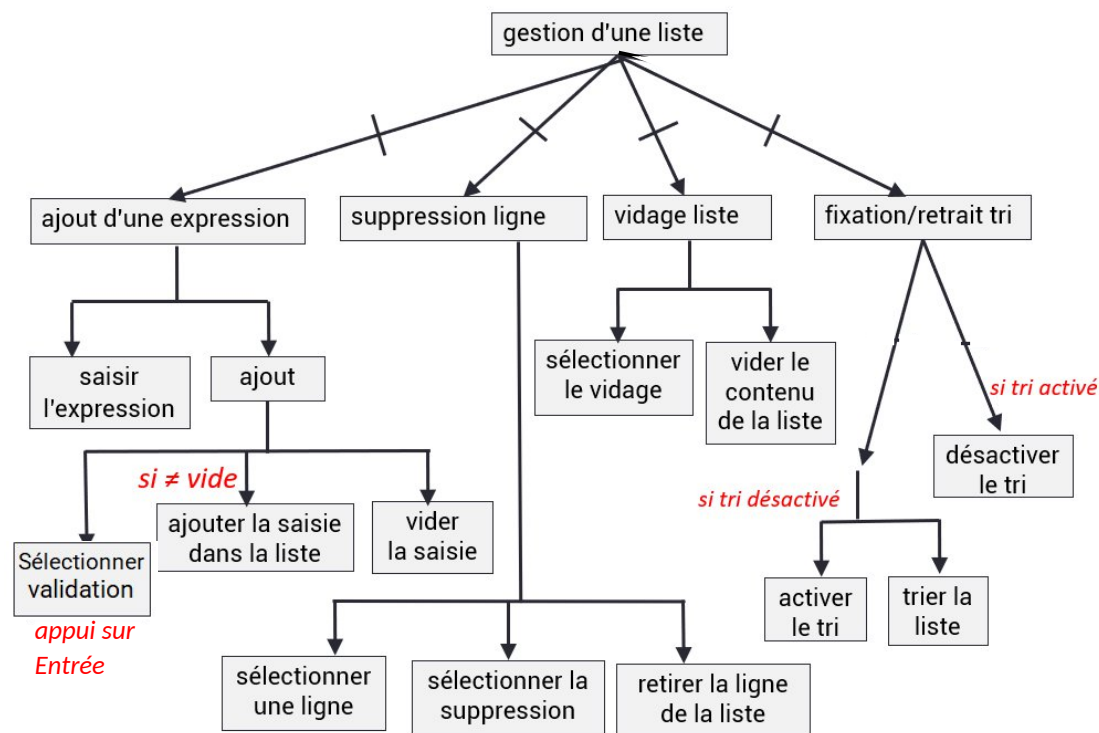 gestion d'une liste
ajout d'une expression
suppression ligne
vidage liste
fixation/retrait tri
saisir
l'expression
ajout
sélectionner
le vidage
vider le
contenu
de la liste
si tri activé
désactiver
le tri
si ≠ vide
si tri désactivé
Sélectionner
validation
ajouter la saisie
dans la liste
vider
la saisie
appui sur
Entrée
activer
le tri
trier la
liste
sélectionner
une ligne
sélectionner la
suppression
retirer la ligne
de la liste